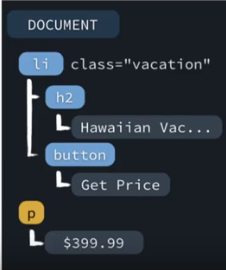 DOCUMENT
li class="vacation"
h2
Hawaiian Vac...
button
Get Price
p
$399.99